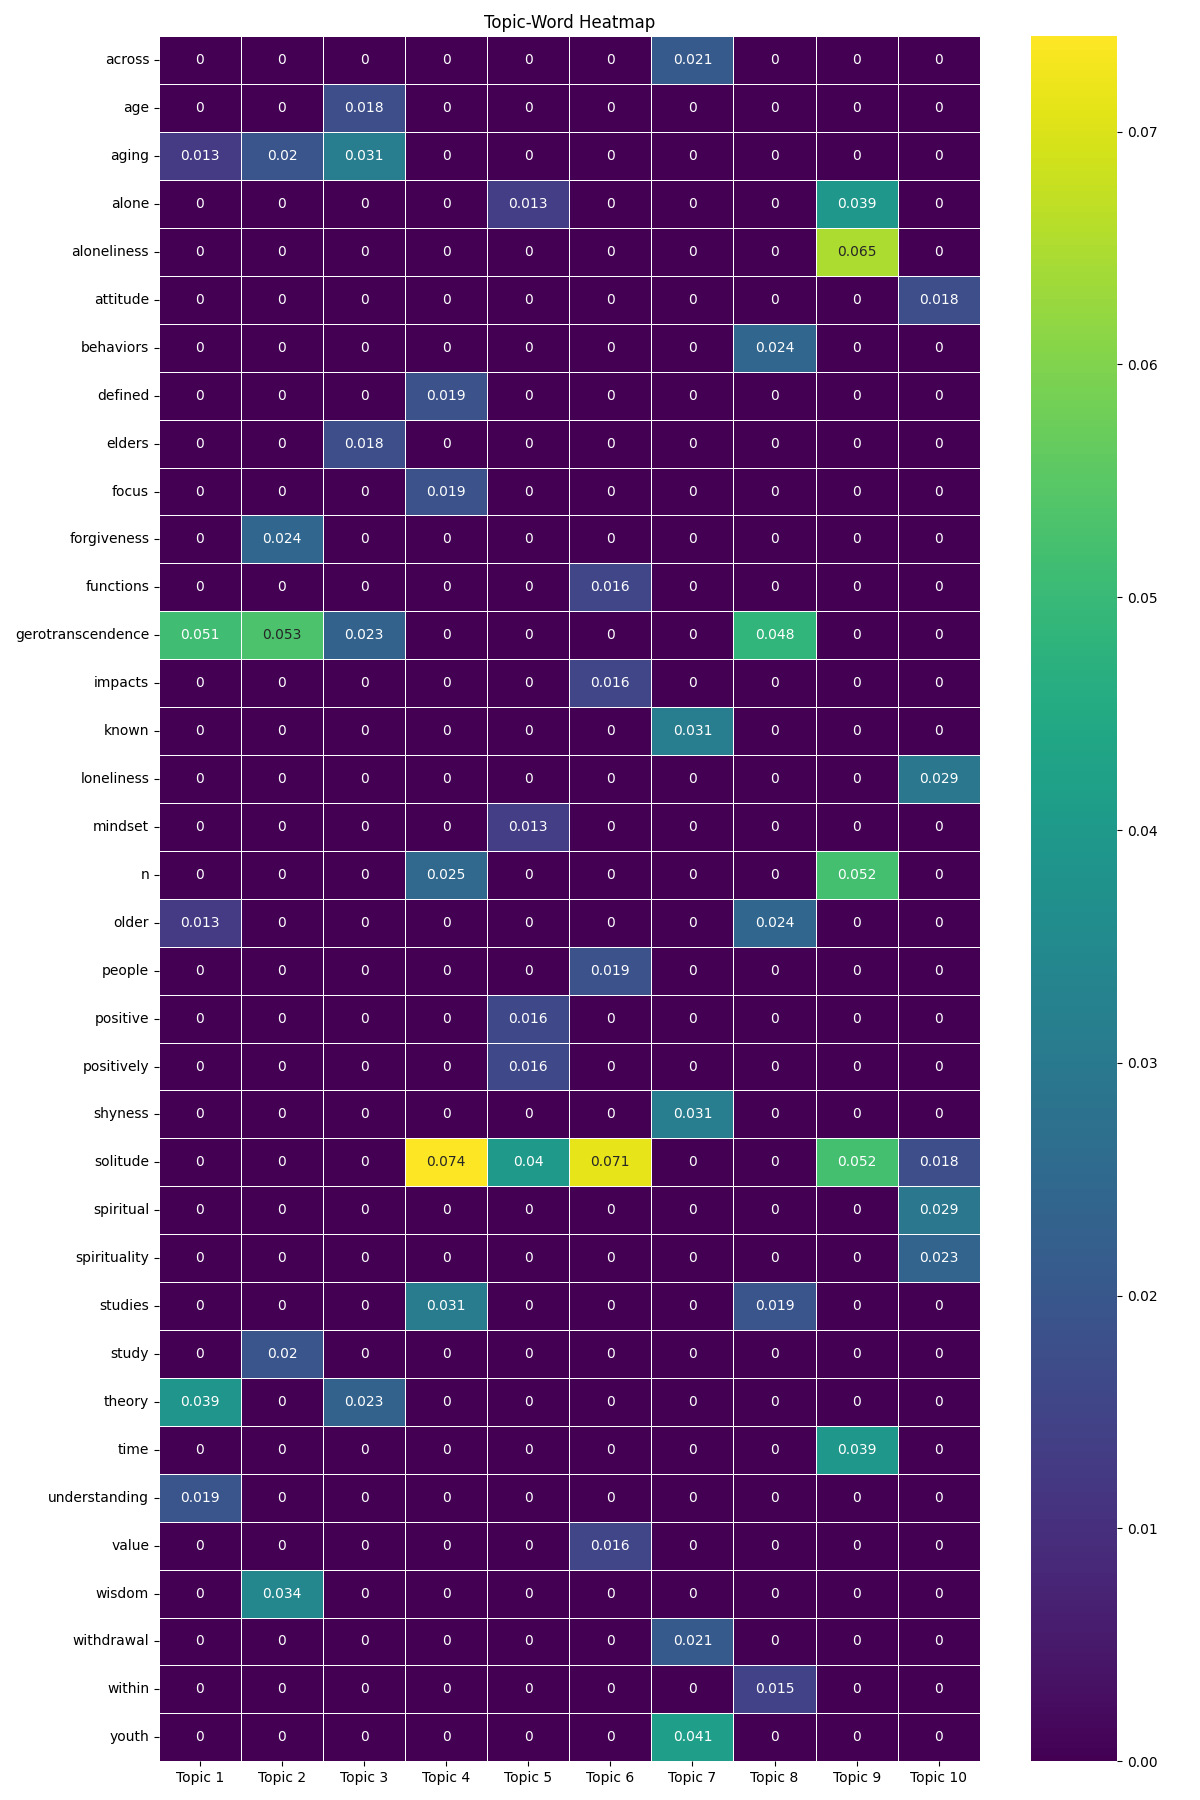 Topic-Word Heatmap
across 0 0 0 0 0 0 0.021 0 0 0
age 0 0 0.018 0 0 0 0 0 0 0
aging 0.013 0.02 0.031 0 0 0 0 0 0 0
alone 0 0 0 0 0.013 0 0 0 0.039 0
aloneliness 0 0 0 0 0 0 0 0 0.065 0
attitude 0 0 0 0 0 0 0 0 0 0.018
behaviors 0 0 0 0 0 0 0 0.024 0 0
defined 0 0 0 0.019 0 0 0 0 0 0
elders 0 0 0.018 0 0 0 0 0 0 0
focus 0 0 0 0.019 0 0 0 0 0 0
forgiveness 0 0.024 0 0 0 0 0 0 0 0
functions 0 0 0 0 0 0.016 0 0 0 0
gerotranscendence 0.051 0.053 0.023 0 0 0 0 0.048 0 0
impacts 0 0 0 0 0 0.016 0 0 0 0
known 0 0 0 0 0 0 0.031 0 0 0
loneliness 0 0 0 0 0 0 0 0 0 0.029
mindset 0 0 0 0 0.013 0 0 0 0 0
n 0 0 0 0.025 0 0 0 0 0.052 0
older 0.013 0 0 0 0 0 0 0.024 0 0
people 0 0 0 0 0 0.019 0 0 0 0
positive 0 0 0 0 0.016 0 0 0 0 0
positively 0 0 0 0 0.016 0 0 0 0 0
shyness 0 0 0 0 0 0 0.031 0 0 0
solitude 0 0 0 0.074 0.04 0.071 0 0 0.052 0.018
spiritual 0 0 0 0 0 0 0 0 0 0.029
spirituality 0 0 0 0 0 0 0 0 0 0.023
studies 0 0 0 0.031 0 0 0 0.019 0 0
study 0 0.02 0 0 0 0 0 0 0 0
theory 0.039 0 0.023 0 0 0 0 0 0 0
time 0 0 0 0 0 0 0 0 0.039 0
understanding 0.019 0 0 0 0 0 0 0 0 0
value 0 0 0 0 0 0.016 0 0 0 0
wisdom 0 0.034 0 0 0 0 0 0 0 0
withdrawal 0 0 0 0 0 0 0.021 0 0 0
within 0 0 0 0 0 0 0 0.015 0 0
youth 0 0 0 0 0 0 0.041 0 0 0
Topic 1 Topic 2 Topic 3 Topic 4 Topic 5 Topic 6 Topic 7 Topic 8 Topic 9 Topic 10
0.07
0.06
0.05
0.04
0.03
0.02
0.01
0.00